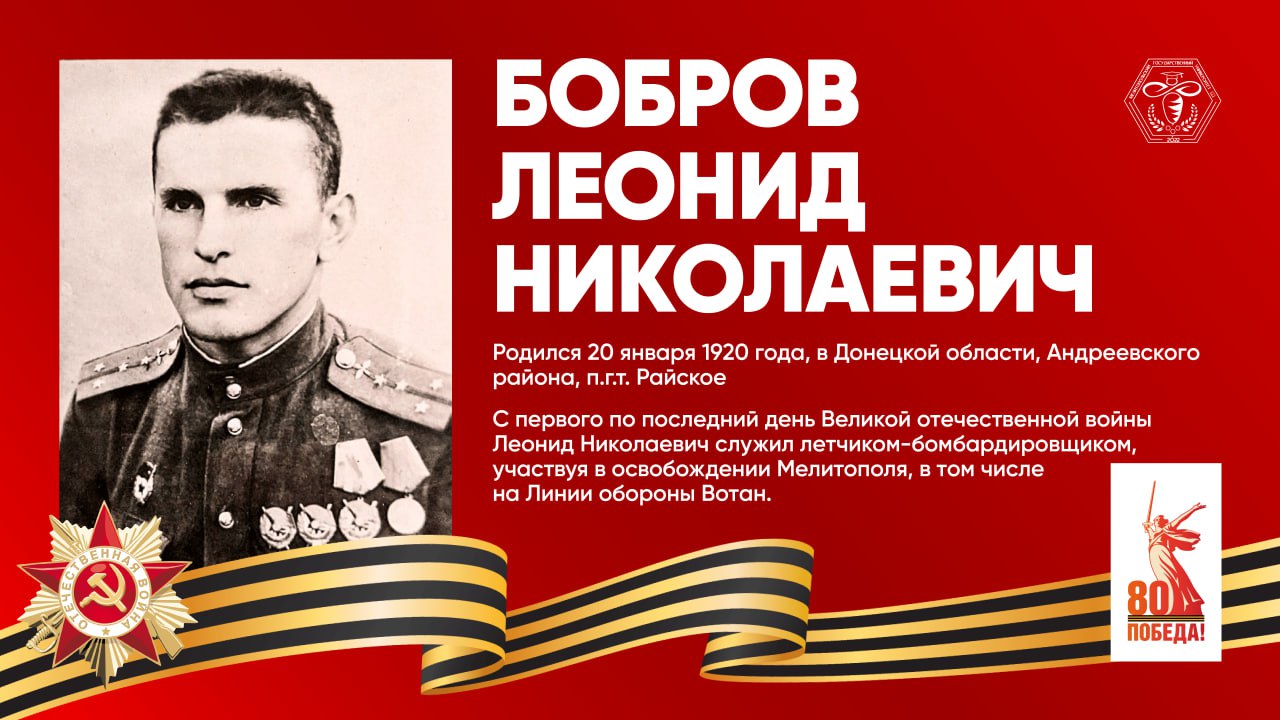 БОБРОВ
ЛЕОНИД
НИКОЛАЕВИЧ
Родился 20 января 1920 года, в Донецкой области, Андреевского
района, п.г.т. Райское
С первого по последний день Великой отечественной войны
Леонид Николаевич служил летчиком-бомбардировщиком,
участвуя в освобождении Мелитополя, в том числе
на Линии обороны Вотан.
ОТЕЧЕСТВЕННАЯ ВОЙНА
80
ПОБЕДА!
ГОСУДАРСТВЕННЫЙ
2022